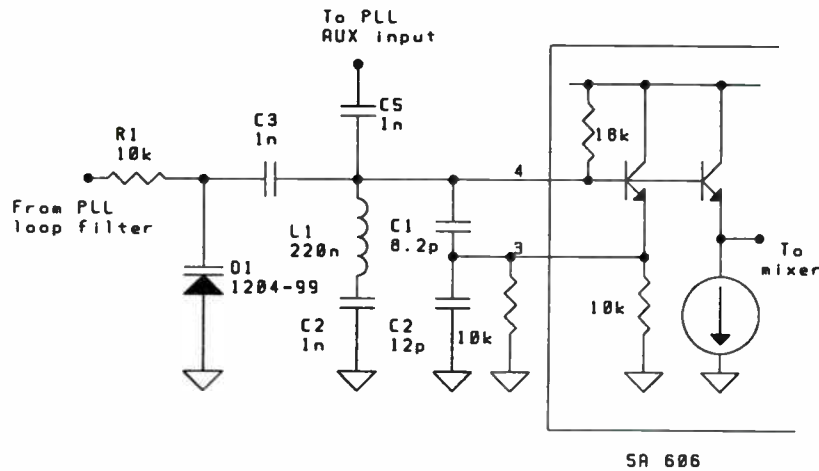 To PLL
AUX input
C5
1n
C3
1n
R1
10k
18k
4
From PLL
loop filter
L1
220n
C1
8.2p
3
To
mixer
D1
1204-99
C2
1n
C2
12p
10k
10k
SA 606